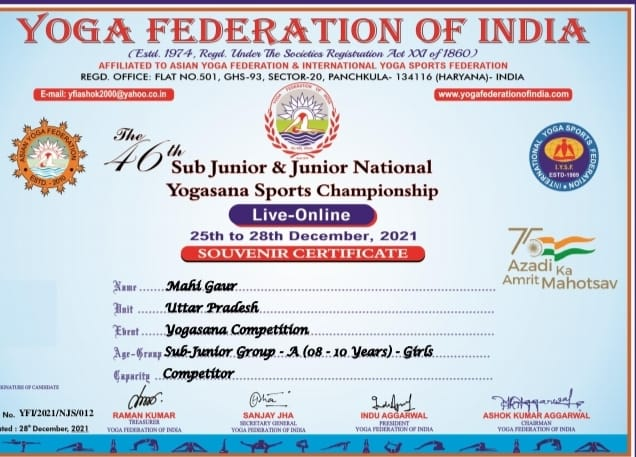 YOGA FEDERATION OF INDIA
(Estd. 1974, Regd. Under The Societies Registration Act XXI of 1860)
AFFILIATED TO ASIAN YOGA FEDERATION & INTERNATIONAL YOGA SPORTS FEDERATION
REGD. OFFICE: FLAT NO.501, GHS-93, SECTOR-20, PANCHKULA- 134116 (HARYANA)- INDIA
E-mail: yfiashok2000@yahoo.co.in
www.yogafederationofindia.com
ASIAN YOGA FEDERATION
ESTD - 2010
YOGA FEDERATION OF INDIA
INTERNATIONAL YOGA SPORTS FEDERATION
I.Y.S.F.
ESTD-1989
The 46th
Sub Junior & Junior National
Yogasana Sports Championship
Live-Online
25th to 28th December, 2021
SOUVENIR CERTIFICATE
75
Azadi Ka
Amrit Mahotsav
Name Mahi Gaur
Unit Uttar Pradesh
Event Yogasana Competition
Age-Group Sub-Junior Group - A (08 - 10 Years) - Girls
Capacity Competitor
SIGNATURE OF CANDIDATE
No. YFI/2021/NJS/012
ted : 28th December, 2021
RAMAN KUMAR
TREASURER
YOGA FEDERATION OF INDIA
SANJAY JHA
SECRETARY GENERAL
YOGA FEDERATION OF INDIA
INDU AGGARWAL
PRESIDENT
YOGA FEDERATION OF INDIA
ASHOK KUMAR AGGARWAL
CHAIRMAN
YOGA FEDERATION OF INDIA